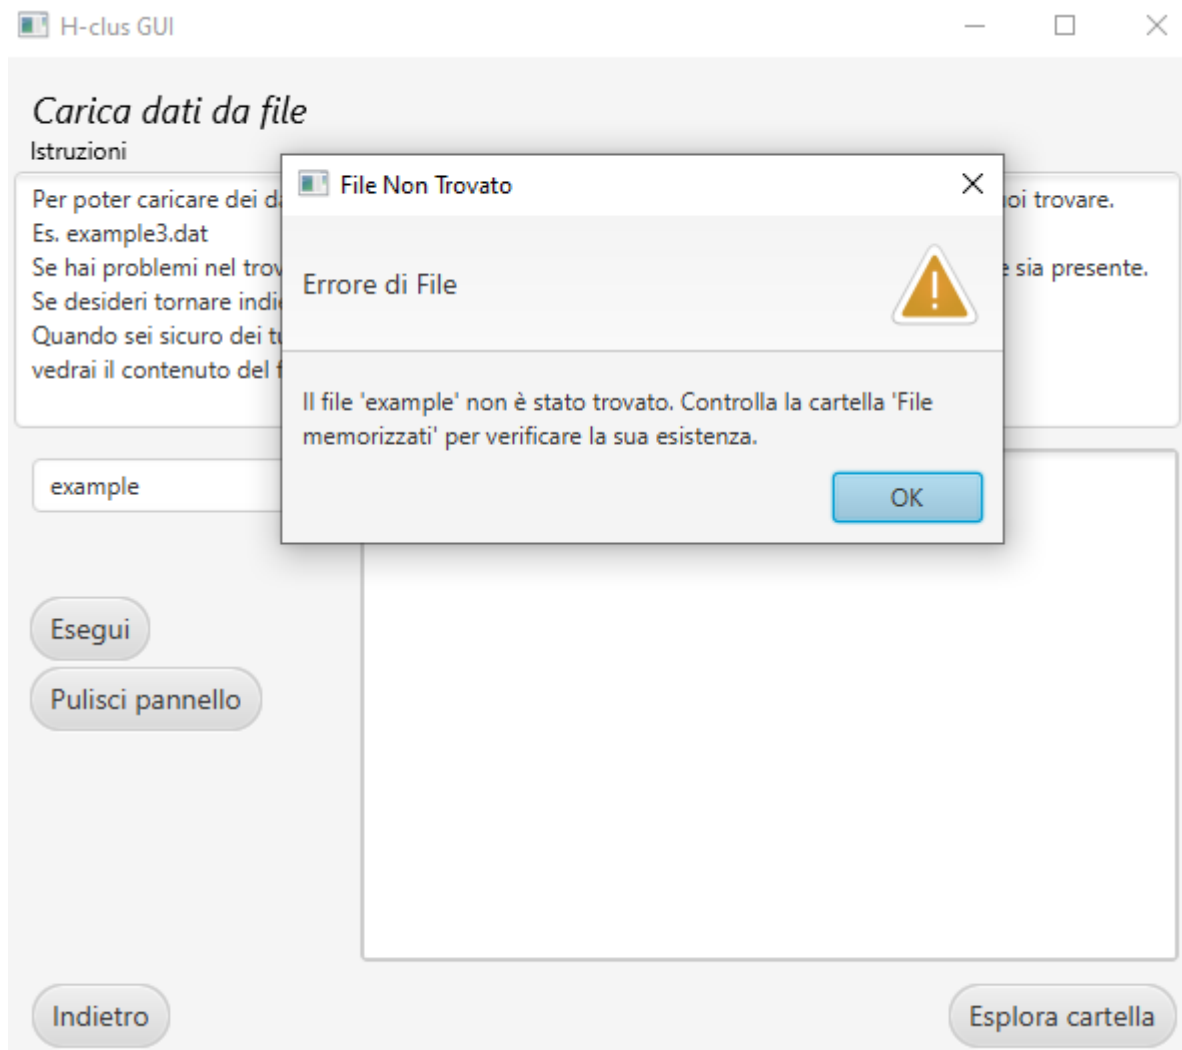 H-clus GUI
Carica dati da file
Istruzioni
Per poter caricare dei
Es. example3.dat
Se hai problemi nel
Se desideri tornare
Quando sei sicuro dei
vedrai il contenuto del
trovare.
sia presente.
File Non Trovato
Errore di File
Il file 'example' non è stato trovato. Controlla la cartella 'File
memorizzati' per verificare la sua esistenza.
OK
example
Esegui
Pulisci pannello
Indietro
Esplora cartella